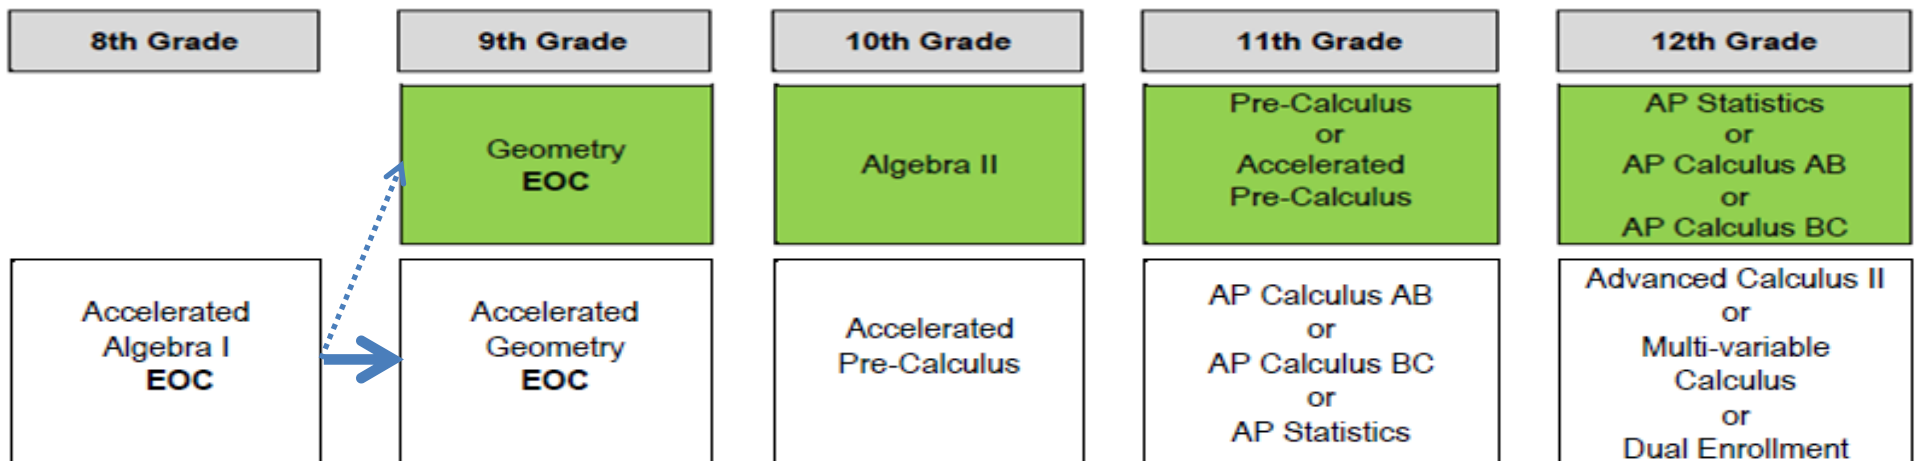 8th Grade
9th Grade
10th Grade
11th Grade
12th Grade
Geometry
EOC
Algebra II
Pre-Calculus
or
Accelerated
Pre-Calculus
AP Statistics
or
AP Calculus AB
or
AP Calculus BC
Accelerated
Algebra I
EOC
Accelerated
Geometry
EOC
Accelerated
Pre-Calculus
AP Calculus AB
or
AP Calculus BC
or
AP Statistics
Advanced Calculus II
or
Multi-variable
Calculus
or
Dual Enrollment